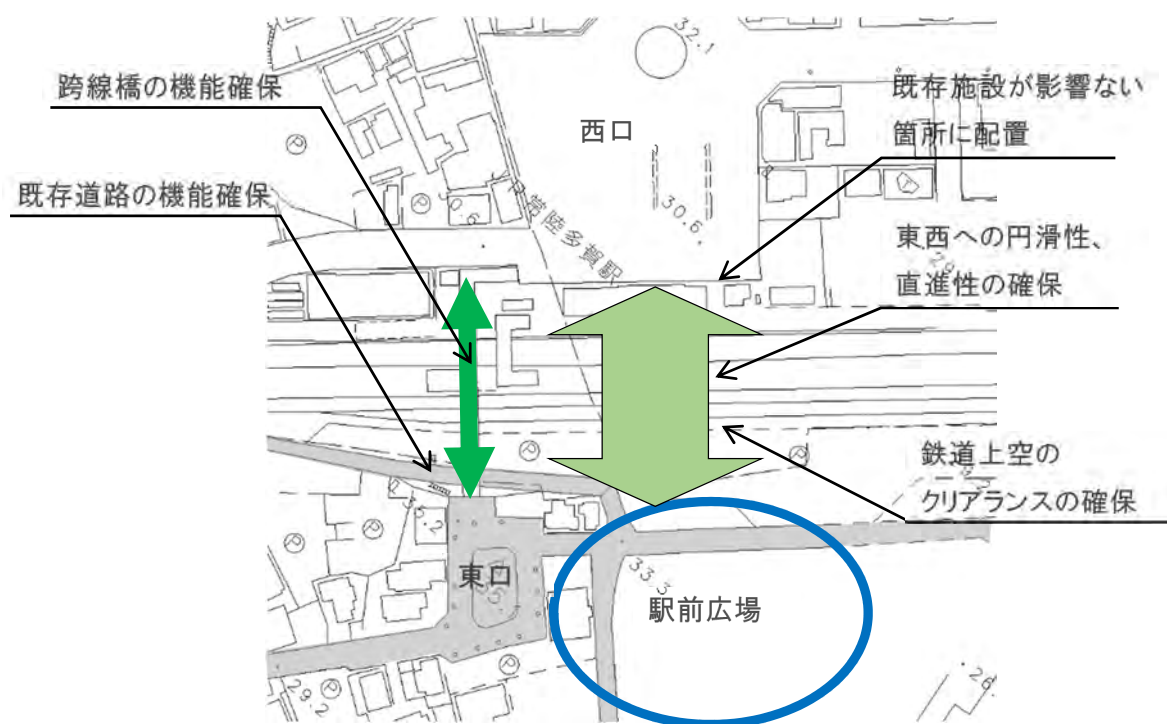 跨線橋の機能確保
既存道路の機能確保
32.1
西口
既存施設が影響ない
箇所に配置
30.6.
常陸多賀駅
東西への円滑性、
直進性の確保
鉄道上空の
クリアランスの確保
東口
33.3
駅前広場
29.2
26.